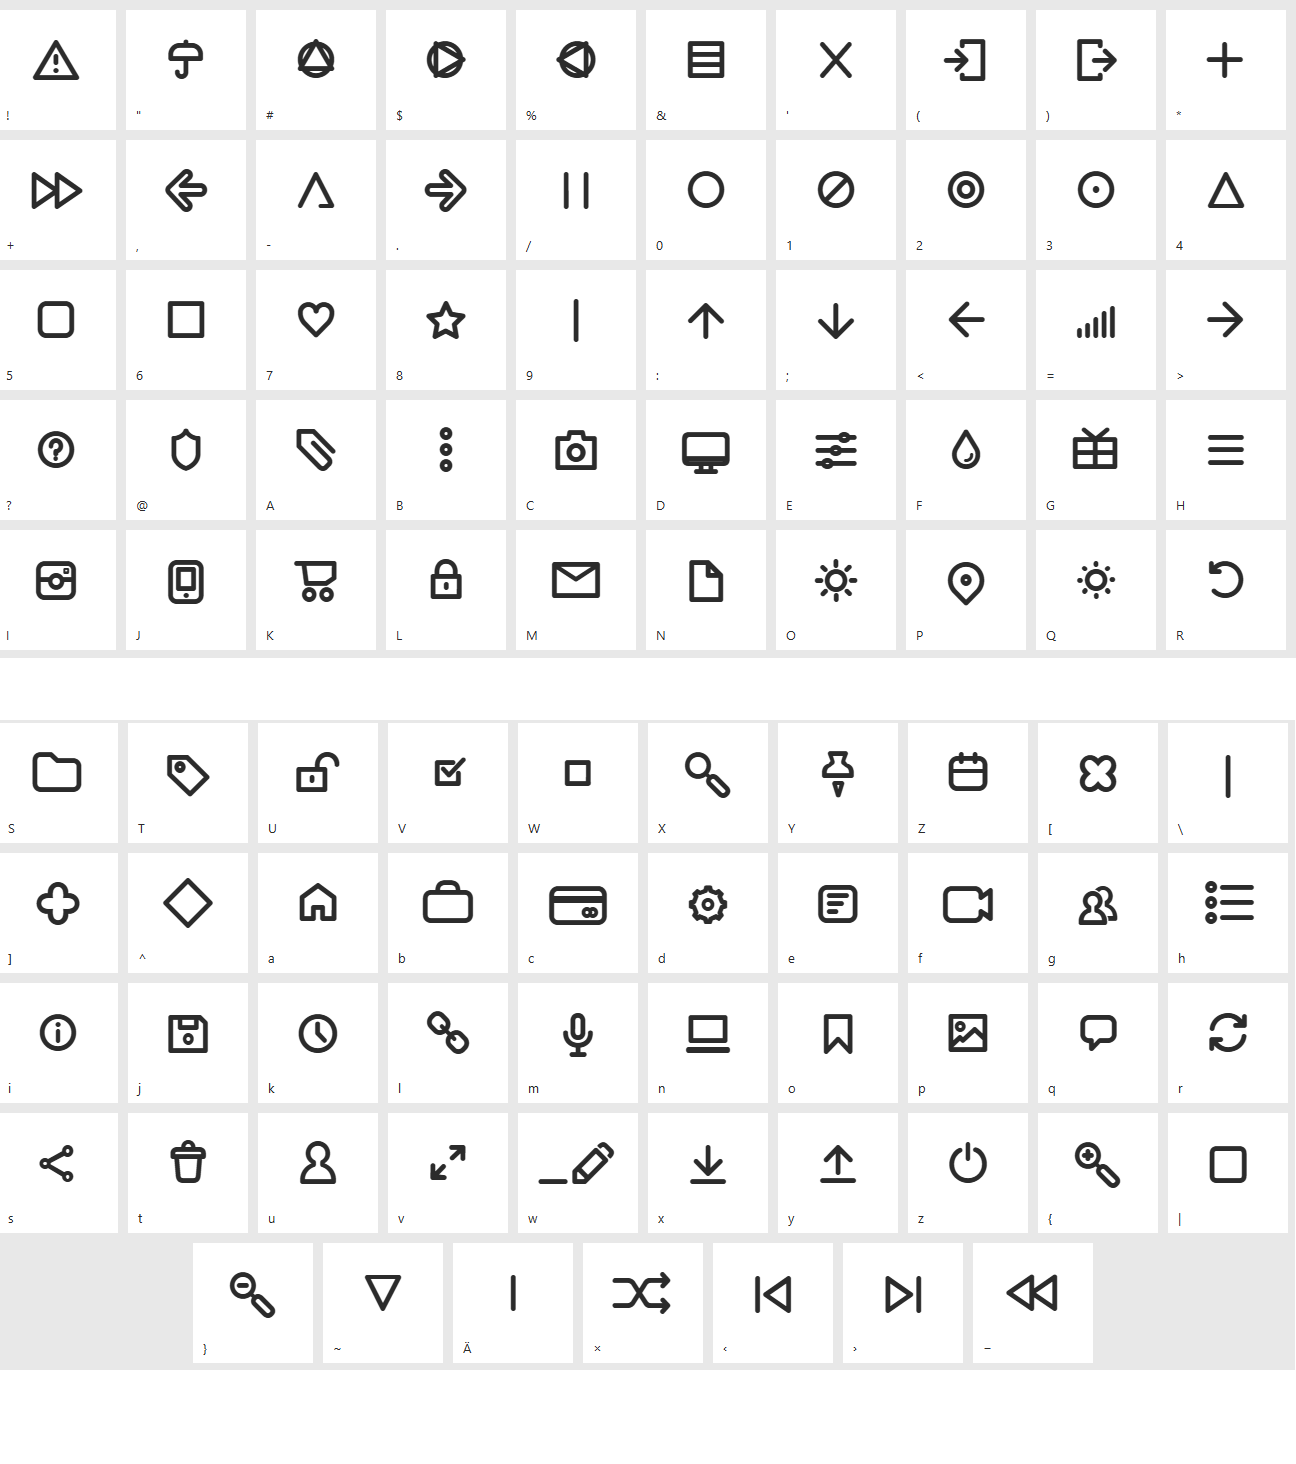 ! " # $ % & ' ( ) *
+ , - . / 0 1 2 3 4
5 6 7 8 9 : ; < = >
? @ A B C D E F G H
I J K L M N O P Q R
S T U V W X Y Z [ \
] ^ a b c d e f g h
i j k l m n o p q r
s t u v w x y z { |
} ~ Ä × ‹ › –